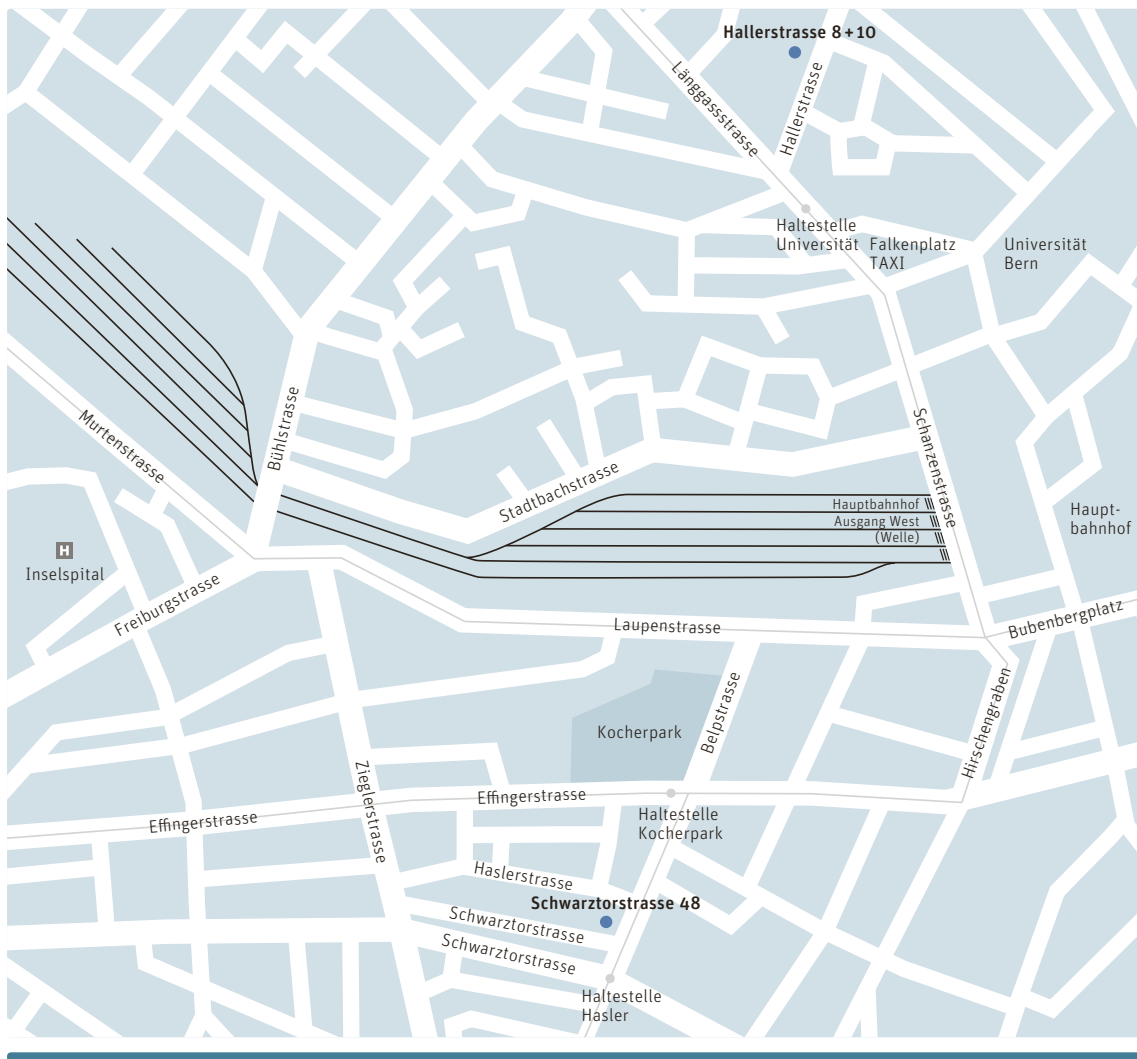 Hallerstrasse 8+10
Länggassstrasse
Hallerstrasse
Haltestelle
Universität
Falkenplatz
TAXI
Universität
Bern
Murtenstrasse
Bühlstrasse
Stadtbachstrasse
Schanzenstrasse
Hauptbahnhof
Ausgang West
(Welle)
Haupt-
bahnhof
H
Inselspital
Freiburgstrasse
Laupenstrasse
Bubenbergplatz
Kocherpark
Belpstrasse
Hirschengraben
Zieglerstrasse
Effingerstrasse
Effingerstrasse
Haltestelle
Kocherpark
Haslerstrasse
Schwarztorstrasse 48
Schwarztorstrasse
Schwarztorstrasse
Haltestelle
Hasler